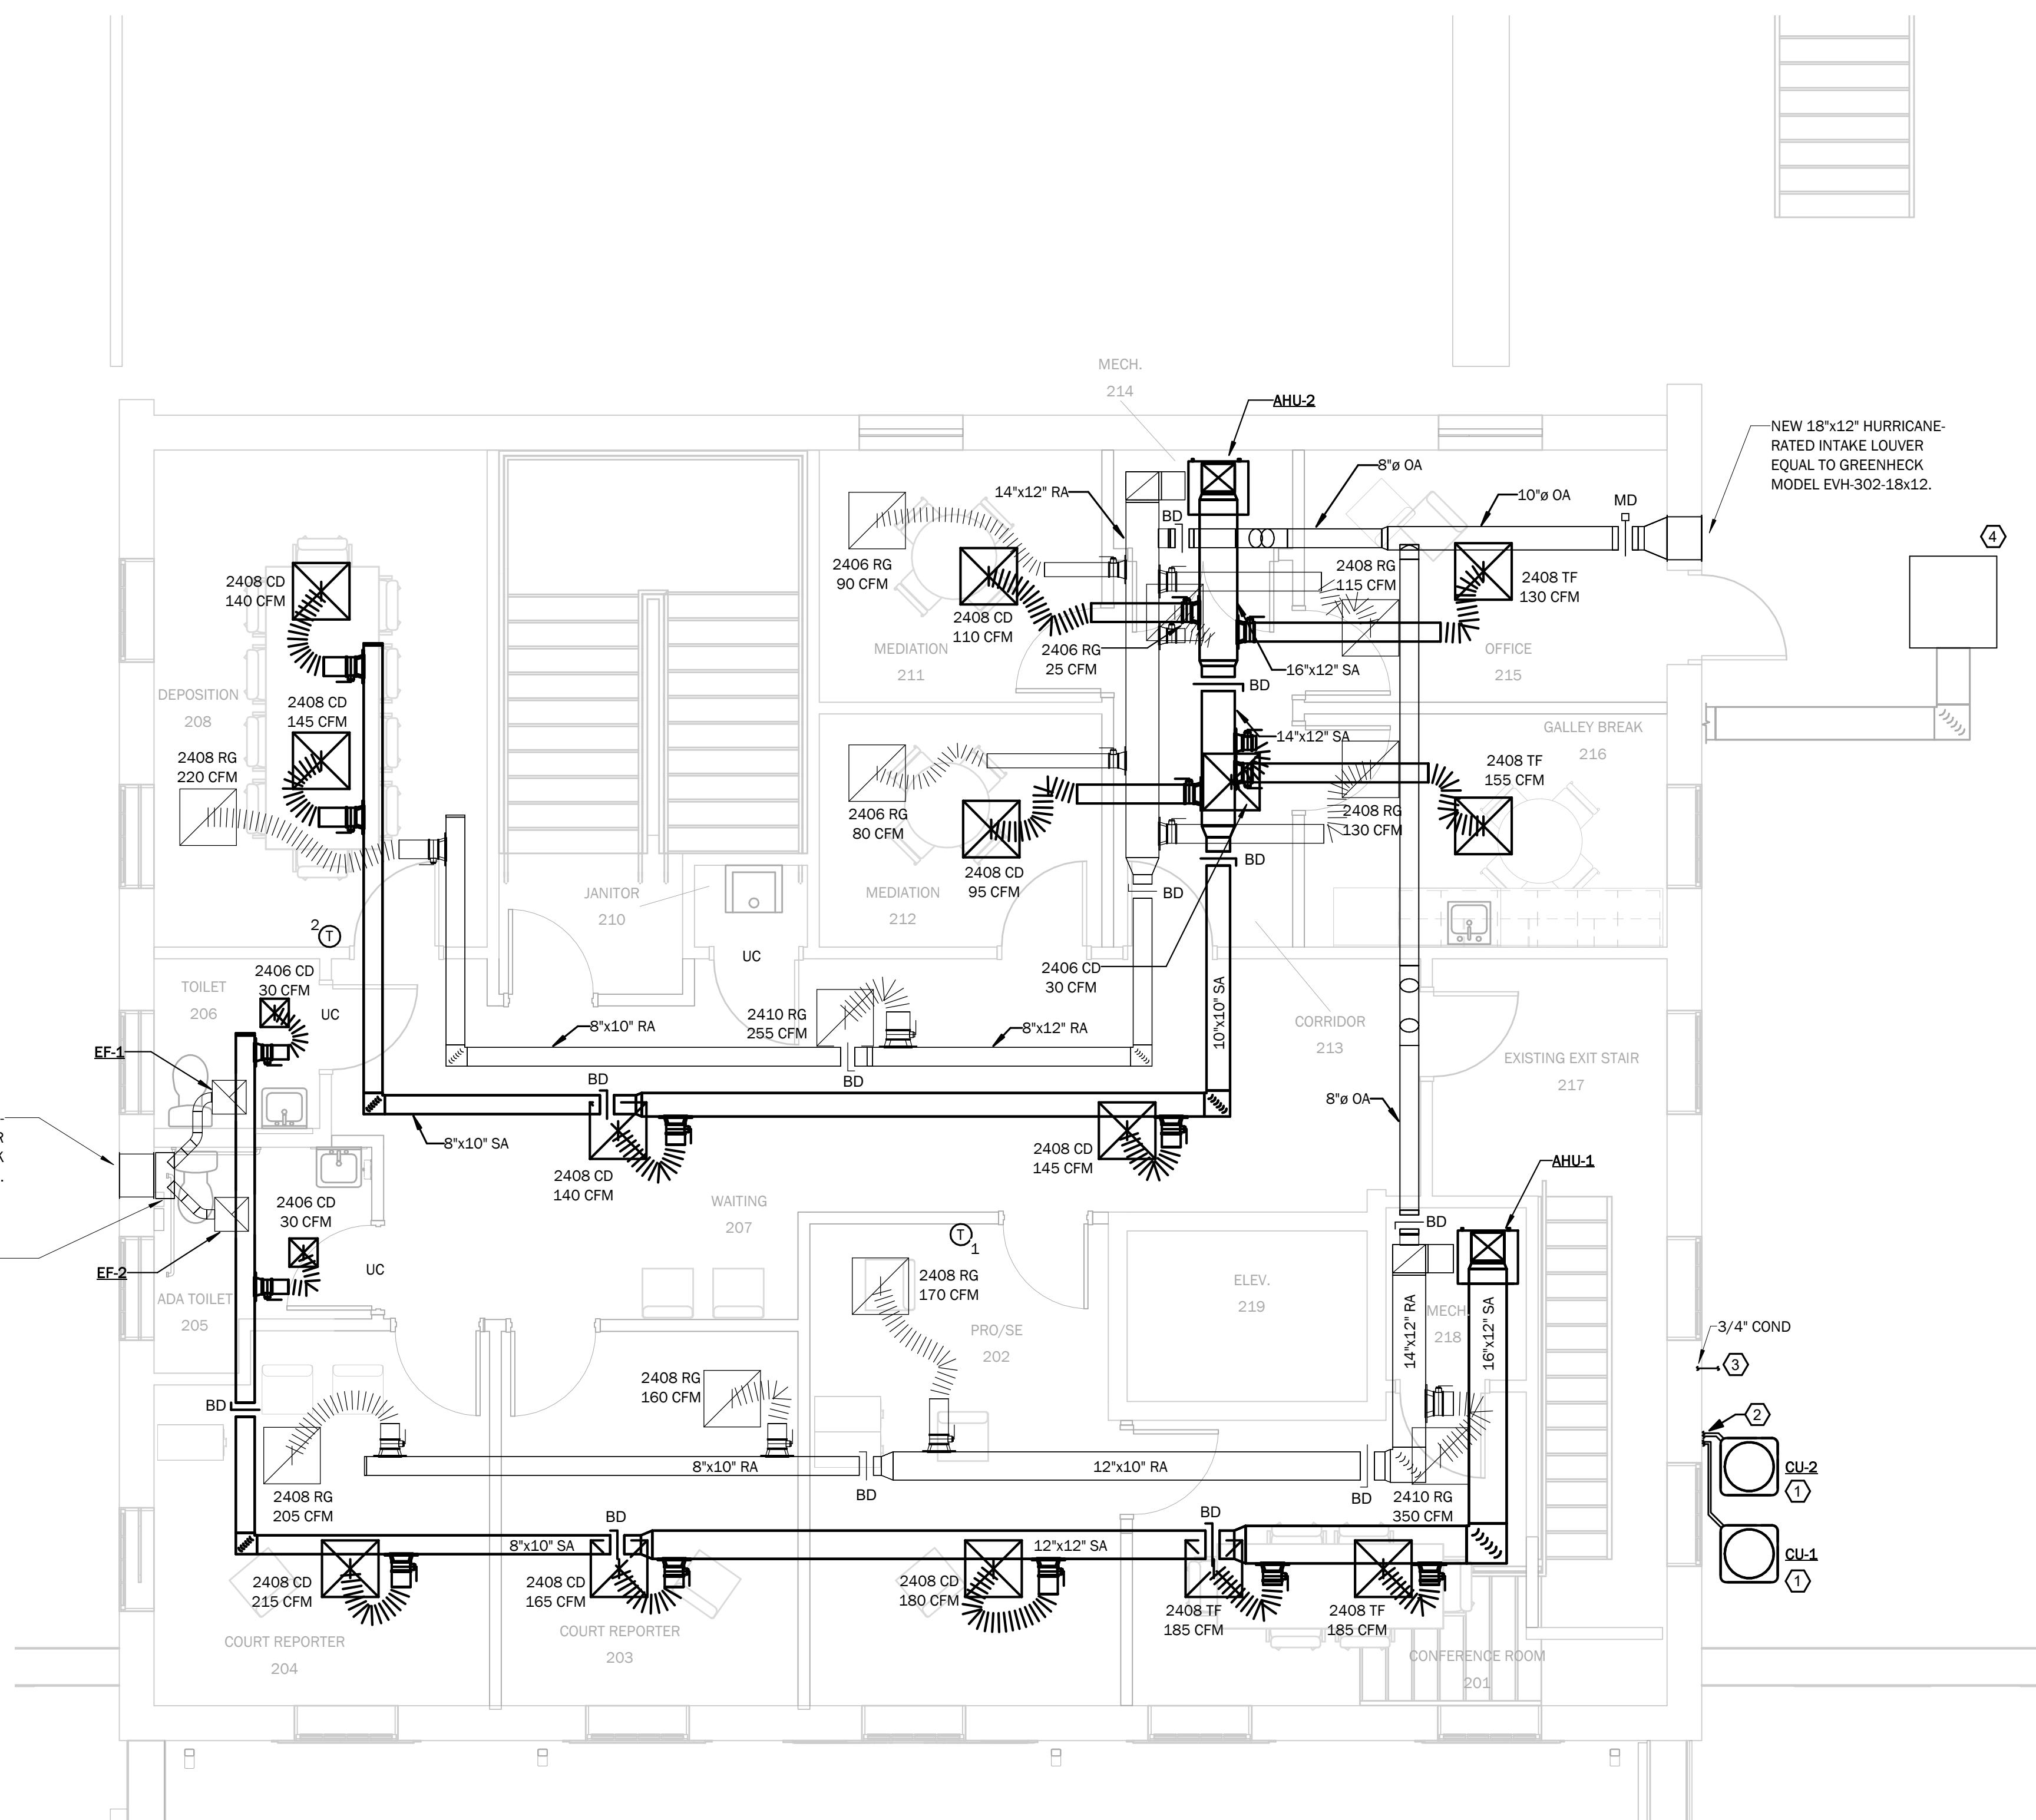 MECH.
214
AHU-2
NEW 18"x12" HURRICANE-
RATED INTAKE LOUVER
EQUAL TO GREENHECK
MODEL EVH-302-18x12.
8"ø OA
14"x12" RA
10"ø OA
MD
BD
4
2406 RG
90 CFM
2408 RG
115 CFM
2408 TF
130 CFM
2408 CD
140 CFM
2408 CD
110 CFM
MEDIATION
211
2406 RG
25 CFM
OFFICE
215
16"x12" SA
BD
DEPOSITION
208
2408 CD
145 CFM
14"x12" SA
GALLEY BREAK
216
2408 RG
220 CFM
2408 TF
155 CFM
2406 RG
80 CFM
2408 RG
130 CFM
BD
2408 CD
95 CFM
JANITOR
210
MEDIATION
212
BD
2
T
UC
2406 CD
30 CFM
2406 CD
30 CFM
TOILET
206
UC
10"x10" SA
2410 RG
255 CFM
8"x10" RA
8"x12" RA
CORRIDOR
213
EF-1
EXISTING EXIT STAIR
217
BD
BD
8"ø OA
R
K
.
8"x10" SA
2408 CD
140 CFM
2408 CD
145 CFM
AHU-1
WAITING
207
2406 CD
30 CFM
T
1
BD
EF-2
UC
2408 RG
170 CFM
ELEV.
219
ADA TOILET
205
PRO/SE
202
14"x12" RA
MECH.
218
16"x12" SA
3/4" COND
3
2408 RG
160 CFM
BD
2
8"x10" RA
12"x10" RA
CU-2
1
2408 RG
205 CFM
BD
BD
2410 RG
350 CFM
BD
BD
8"x10" SA
12"x12" SA
CU-1
1
2408 CD
215 CFM
2408 CD
165 CFM
2408 CD
180 CFM
2408 TF
185 CFM
2408 TF
185 CFM
COURT REPORTER
204
COURT REPORTER
203
CONFERENCE ROOM
201